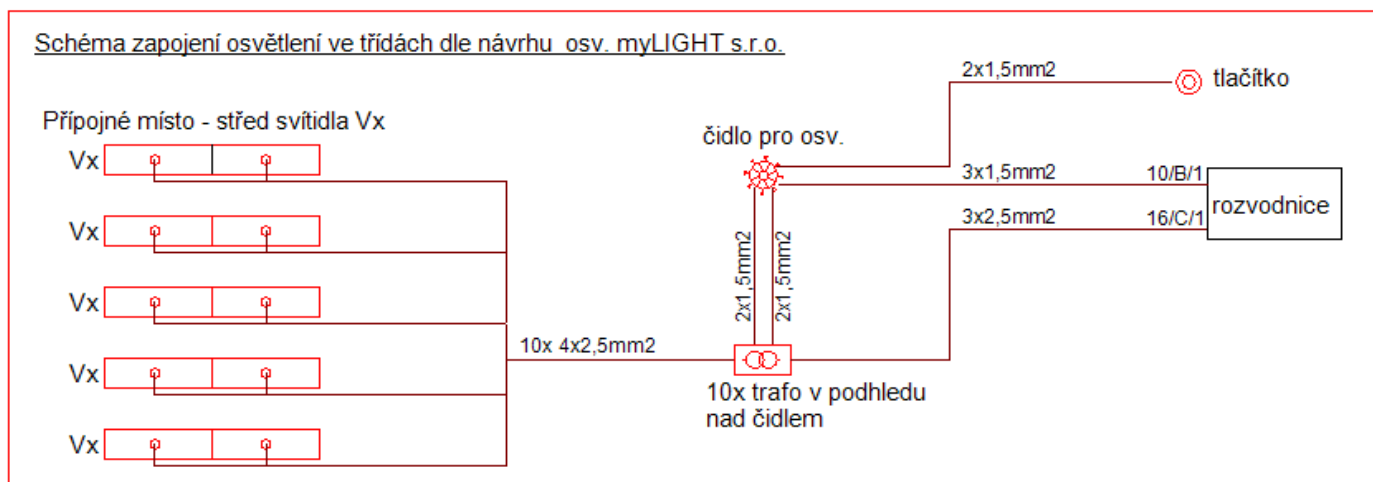 Schéma zapojení osvětlení ve třídách dle návrhu osv. myLIGHT s.r.o.
2x1,5mm2
tlačítko
Přípojné místo - střed svítidla Vx
čidlo pro osv.
Vx
3x1,5mm2
10/B/1
rozvodnice
3x2,5mm2
16/C/1
Vx
2x1,5mm2
2x1,5mm2
Vx
10x 4x2,5mm2
Vx
10x trafo v podhledu
nad čidlem
Vx